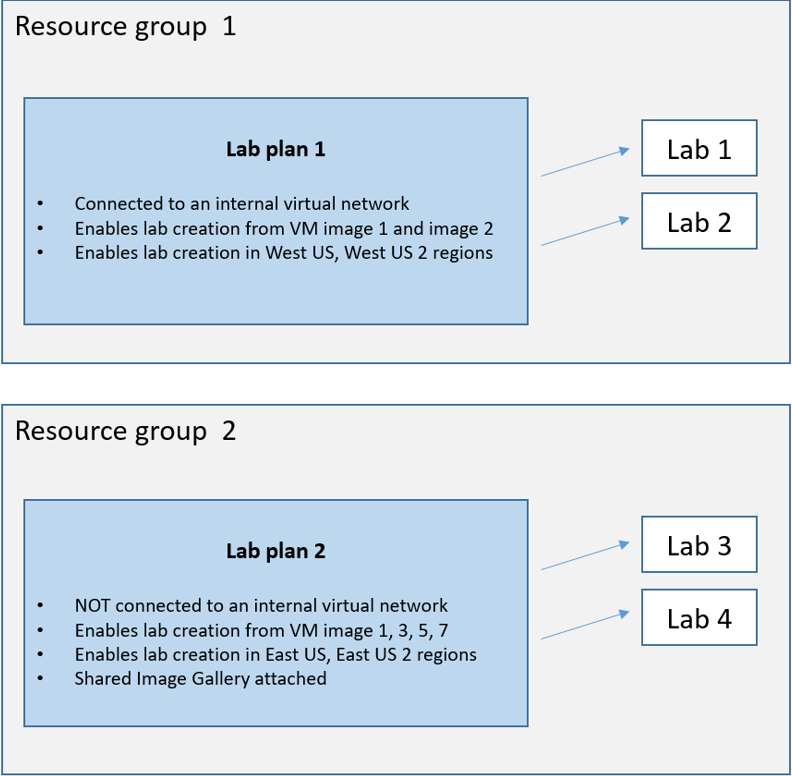 Resource group 1
Lab plan 1
• Connected to an internal virtual network
• Enables lab creation from VM image 1 and image 2
• Enables lab creation in West US, West US 2 regions
Lab 1
Lab 2
Resource group 2
Lab plan 2
• NOT connected to an internal virtual network
• Enables lab creation from VM image 1, 3, 5, 7
• Enables lab creation in East US, East US 2 regions
• Shared Image Gallery attached
Lab 3
Lab 4